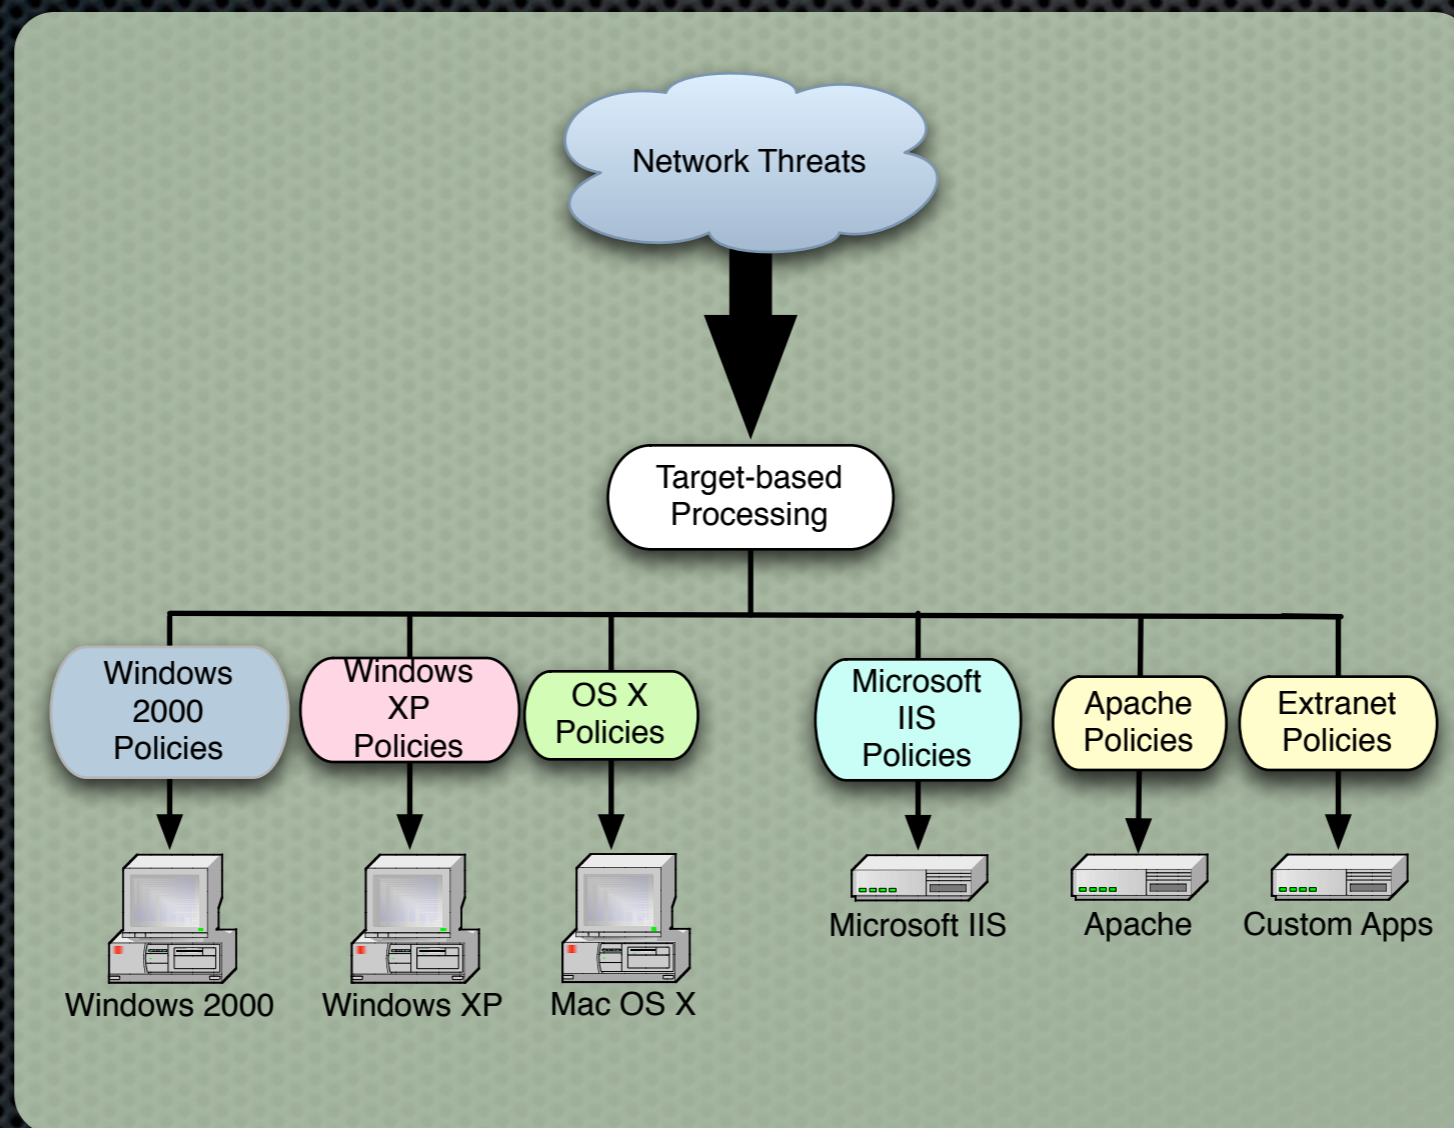 Network Threats
Target-based
Processing
Windows
2000
Policies
Windows
XP
Policies
OS X
Policies
Microsoft
IIS
Policies
Apache
Policies
Extranet
Policies
Windows 2000
Windows XP
Mac OS X
Microsoft IIS
Apache
Custom Apps